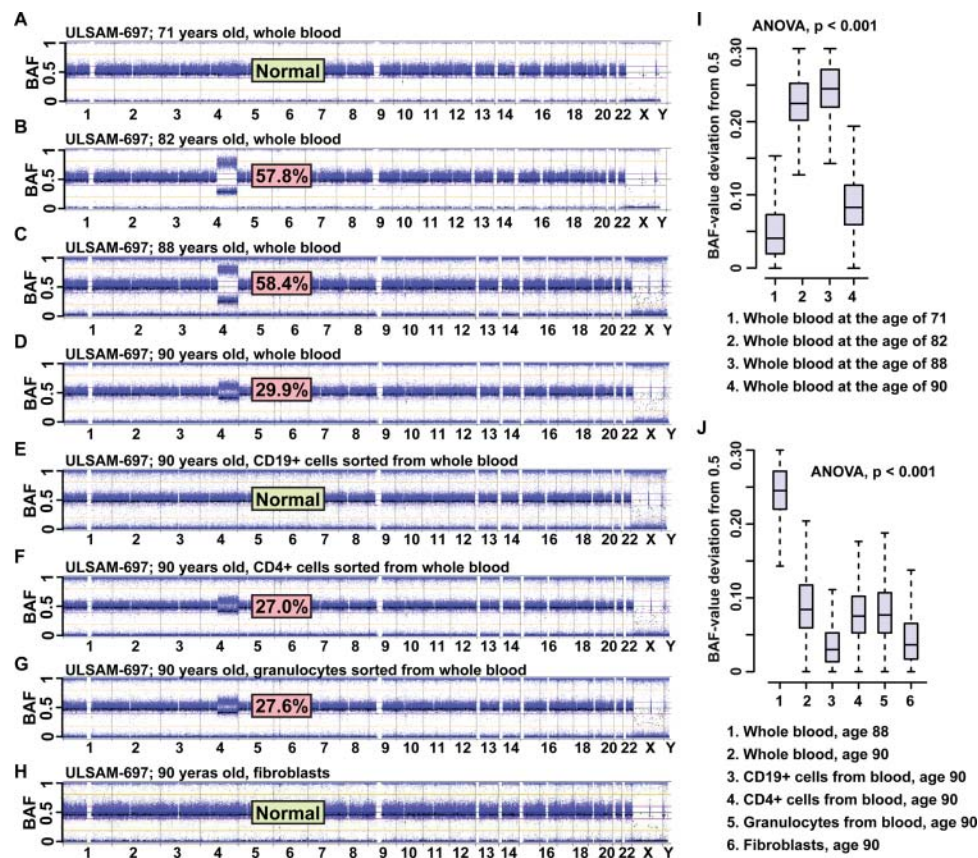 A
ULSAM-697; 71 years old, whole blood
BAF
0 0.5 1
Normal
1 2 3 4 5 6 7 8 9 10 11 12 13 14 16 18 20 22 X Y
B
ULSAM-697; 82 years old, whole blood
BAF
0 0.5 1
57.8%
1 2 3 4 5 6 7 8 9 10 11 12 13 14 16 18 20 22 X Y
C
ULSAM-697; 88 years old, whole blood
BAF
0 0.5 1
58.4%
1 2 3 4 5 6 7 8 9 10 11 12 13 14 16 18 20 22 X Y
D
ULSAM-697; 90 years old, whole blood
BAF
0 0.5 1
29.9%
1 2 3 4 5 6 7 8 9 10 11 12 13 14 16 18 20 22 X Y
E
ULSAM-697; 90 years old, CD19+ cells sorted from whole blood
BAF
0 0.5 1
Normal
1 2 3 4 5 6 7 8 9 10 11 12 13 14 16 18 20 22 X Y
F
ULSAM-697; 90 years old, CD4+ cells sorted from whole blood
BAF
0 0.5 1
27.0%
1 2 3 4 5 6 7 8 9 10 11 12 13 14 16 18 20 22 X Y
G
ULSAM-697; 90 years old, granulocytes sorted from whole blood
BAF
0 0.5 1
27.6%
1 2 3 4 5 6 7 8 9 10 11 12 13 14 16 18 20 22 X Y
H
ULSAM-697; 90 yeras old, fibroblasts
BAF
0 0.5 1
Normal
1 2 3 4 5 6 7 8 9 10 11 12 13 14 16 18 20 22 X Y
I
ANOVA, p < 0.001
BAF-value deviation from 0.5
0 0.10 0.20 0.30
1 2 3 4
1. Whole blood at the age of 71
2. Whole blood at the age of 82
3. Whole blood at the age of 88
4. Whole blood at the age of 90
J
ANOVA, p < 0.001
BAF-value deviation from 0.5
0 0.10 0.20 0.30
1 2 3 4 5 6
1. Whole blood, age 88
2. Whole blood, age 90
3. CD19+ cells from blood, age 90
4. CD4+ cells from blood, age 90
5. Granulocytes from blood, age 90
6. Fibroblasts, age 90